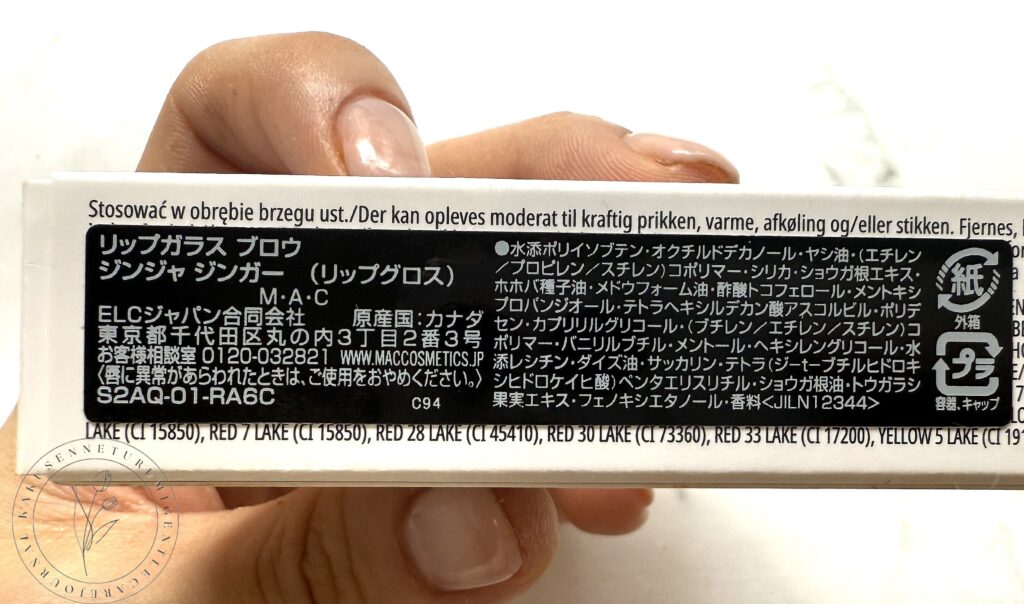 Stosować w obrębie brzegu ust./Der kan opleves moderat til kraftig prikken, varme, afkøling og/eller stikken. Fjernes,
リップガラス ブロウ
ジンジャ ジンガー (リップグロス)
M・A・C
ELCジャパン合同会社 原産国:カナダ
東京都千代田区丸の内3丁目2番3号
お客様相談室 0120-032821 WWW.MACCOSMETICS.JP
〈唇に異常があらわれたときは、ご使用をおやめください。〉
S2AQ-01-RA6C C94
●水添ポリイソブテン・オクチルドデカノール・ヤシ油・(エチレン
/プロピレン/スチレン)コポリマー・シリカ・ショウガ根エキス・
ホホバ種子油・メドウフォーム油・酢酸トコフェロール・メントキシ
プロパンジオール・テトラヘキシルデカン酸アスコルビル・ポリデ
セン・カプリリルグリコール・(ブチレン/エチレン/スチレン)コ
ポリマー・バニリルブチル・メントール・ヘキシレングリコール・水
添レシチン・ダイズ油・サッカリン・テトラ(ジーtーブチルヒドロキ
シヒドロケイヒ酸)ペンタエリスリチル・ショウガ根油・トウガラシ
果実エキス・フェノキシエタノール・香料<JILN12344>
紙
外箱
プラ
容器、キャップ
LAKE (CI 15850), RED 7 LAKE (CI 15850), RED 28 LAKE (CI 45410), RED 30 LAKE (CI 73360), RED 33 LAKE (CI 17200), YELLOW 5 LAKE (CI 191